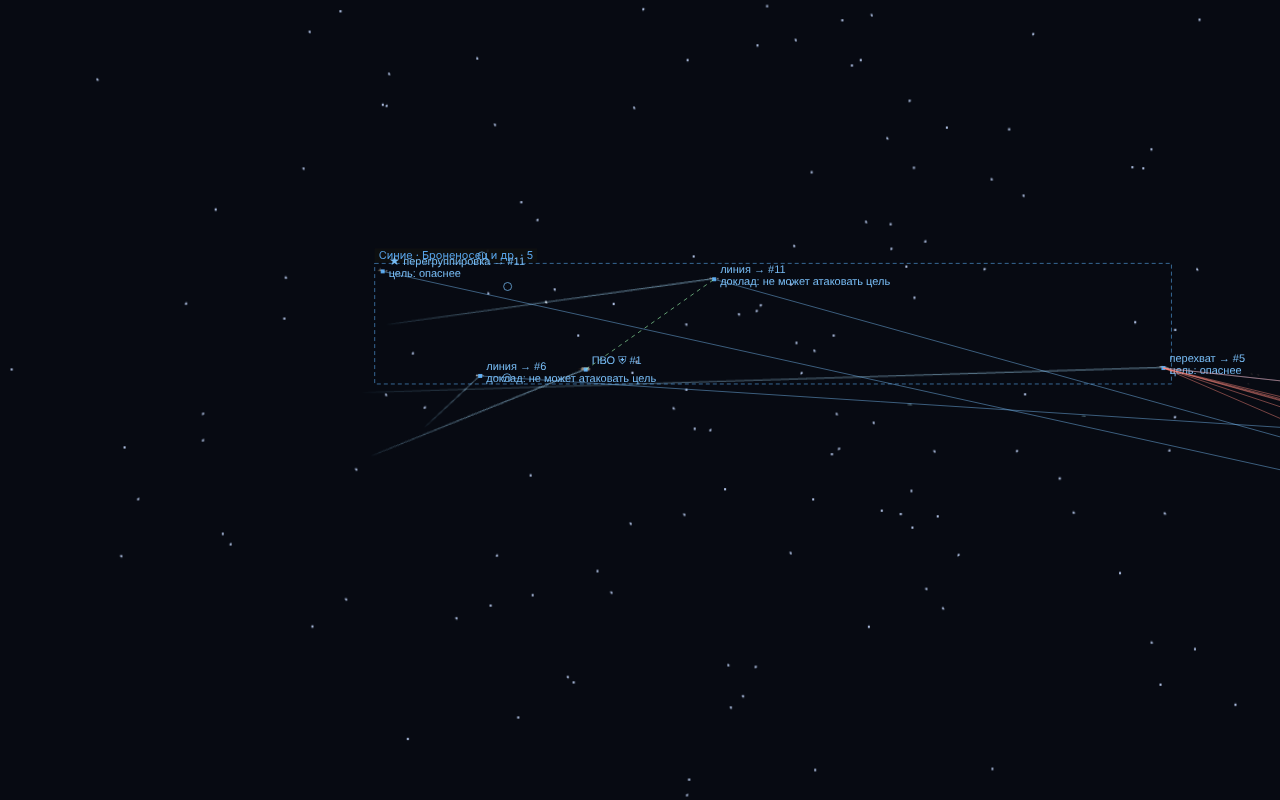 Синие · Броненосец и др. · 5
★ перегруппировка → #11
цель: опаснее
линия → #11
доклад: не может атаковать цель
ПВО ⛨ #1
линия → #6
доклад: не может атаковать цель
перехват → #5
цель: опаснее